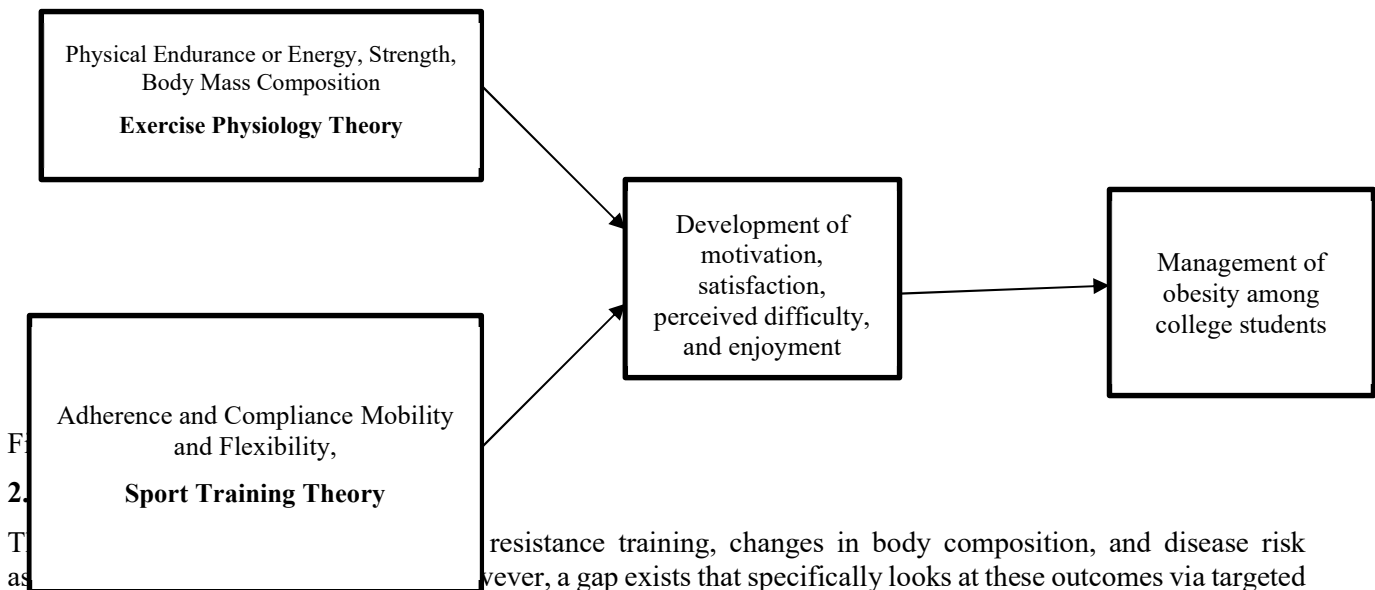 Physical Endurance or Energy, Strength,
Body Mass Composition
Exercise Physiology Theory
Adherence and Compliance Mobility
and Flexibility,
Sport Training Theory
Development of
motivation,
satisfaction,
perceived difficulty,
and enjoyment
Management of
obesity among
college students
2.
resistance training, changes in body composition, and disease risk
a gap exists that specifically looks at these outcomes via targeted